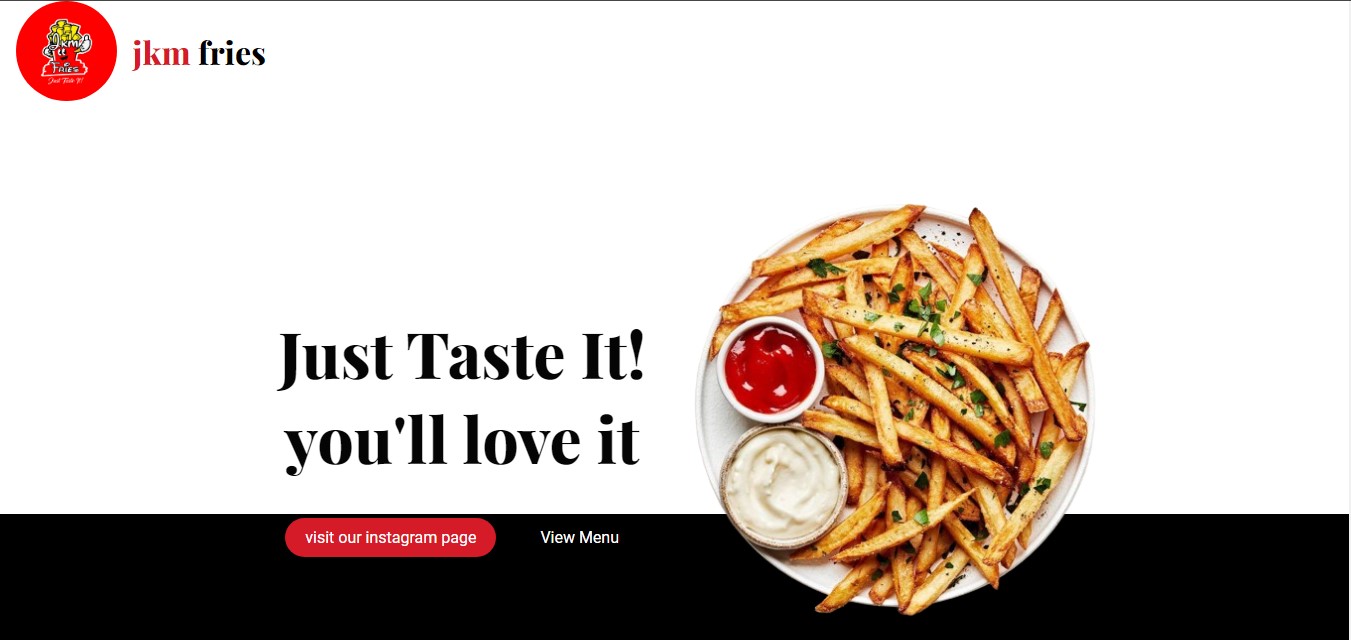 JKM
FRIES
Just Taste It!
jkm fries
Just Taste It!
you'll love it
visit our instagram page
View Menu